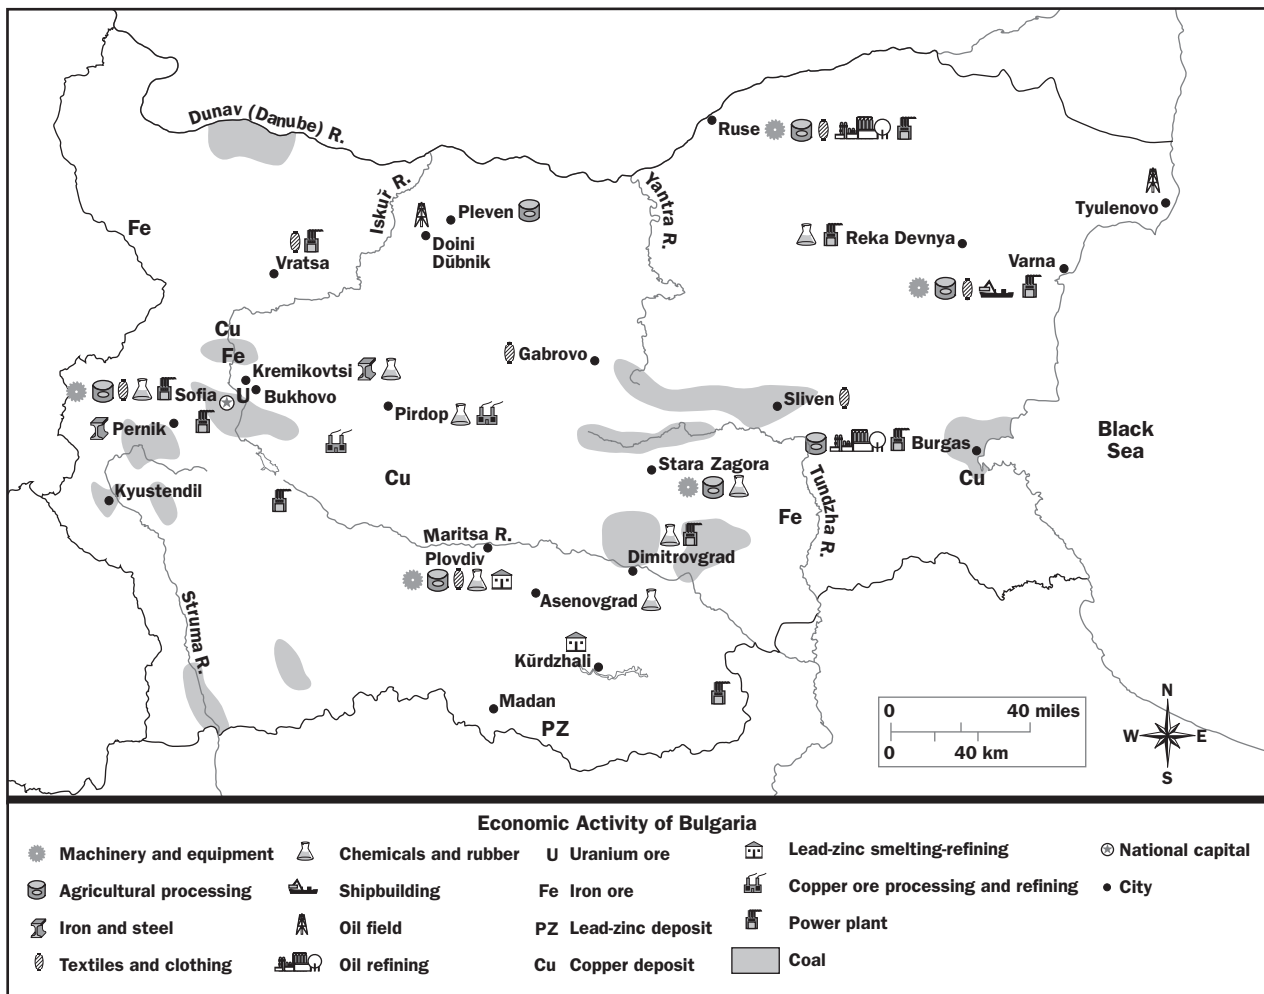 Dunav (Danube) R.
Ruse
Iskŭr R.
Yantra R.
Pleven
Tyulenovo
Fe
Doini
Dŭbnik
Reka Devnya
Vratsa
Varna
Cu
Fe
Gabrovo
Kremikovtsi
Sofia
U
Bukhovo
Sliven
Pirdop
Pernik
Black
Sea
Burgas
Stara Zagora
Cu
Cu
Kyustendil
Tundzha R.
Fe
Maritsa R.
Plovdiv
Dimitrovgrad
Asenovgrad
Struma R.
Kŭrdzhali
Madan
PZ
0 40 miles
0 40 km
N
W E
S
Economic Activity of Bulgaria
Machinery and equipment
Agricultural processing
Iron and steel
Textiles and clothing
Chemicals and rubber
Shipbuilding
Oil field
Oil refining
U Uranium ore
Fe Iron ore
PZ Lead-zinc deposit
Cu Copper deposit
Lead-zinc smelting-refining
Copper ore processing and refining
Power plant
Coal
National capital
City